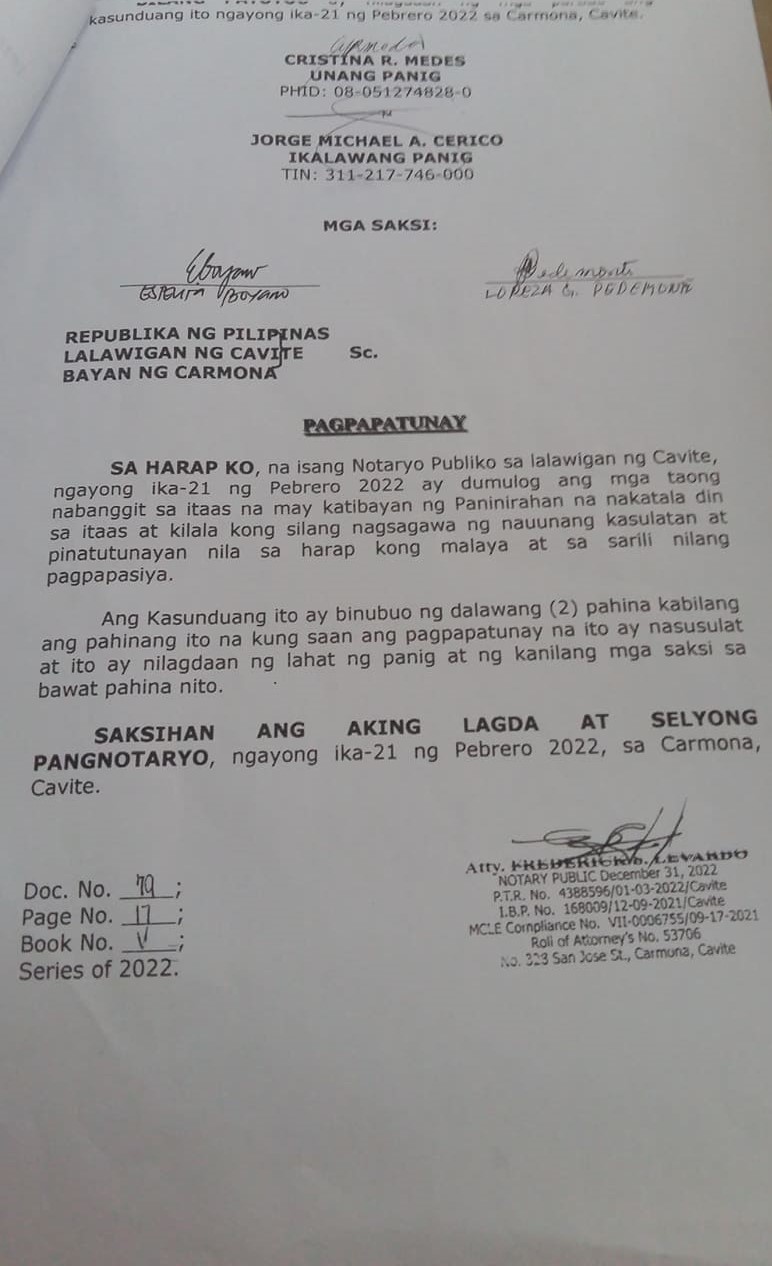 kasunduang ito ngayong ika-21 ng Pebrero 2022 sa Carmona, Cavite.
CRISTINA R. MEDES
UNANG PANIG
PHID: 08-051274828-0
JORGE MICHAEL A. CERICO
IKALAWANG PANIG
TIN: 311-217-746-000
MGA SAKSI:
LOREZA G. PEDEMONTE
REPUBLIKA NG PILIPINAS
LALAWIGAN NG CAVITE Sc.
BAYAN NG CARMONA
PAGPAPATUNAY
SA HARAP KO, na isang Notaryo Publiko sa lalawigan ng Cavite,
ngayong ika-21 ng Pebrero 2022 ay dumulog ang mga taong
nabanggit sa itaas na may katibayan ng Paninirahan na nakatala din
sa itaas at kilala kong silang nagsagawa ng nauunang kasulatan at
pinatutunayan nila sa harap kong malaya at sa sarili nilang
pagpapasiya.
Ang Kasunduang ito ay binubuo ng dalawang (2) pahina kabilang
ang pahinang ito na kung saan ang pagpapatunay na ito ay nasusulat
at ito ay nilagdaan ng lahat ng panig at ng kanilang mga saksi sa
bawat pahina nito.
SAKSIHAN ANG AKING LAGDA AT SELYONG
PANGNOTARYO, ngayong ika-21 ng Pebrero 2022, sa Carmona,
Cavite.
Atty. FREDERICK D. LEVARDO
NOTARY PUBLIC December 31, 2022
P.T.R. No. 4388596/01-03-2022/Cavite
I.B.P. No. 168009/12-09-2021/Cavite
MCLE Compliance No. VII-0006755/09-17-2021
Roll of Attorney's No. 53706
No. 323 San Jose St., Carmona, Cavite
Doc. No. 79;
Page No. 17;
Book No. V;
Series of 2022.